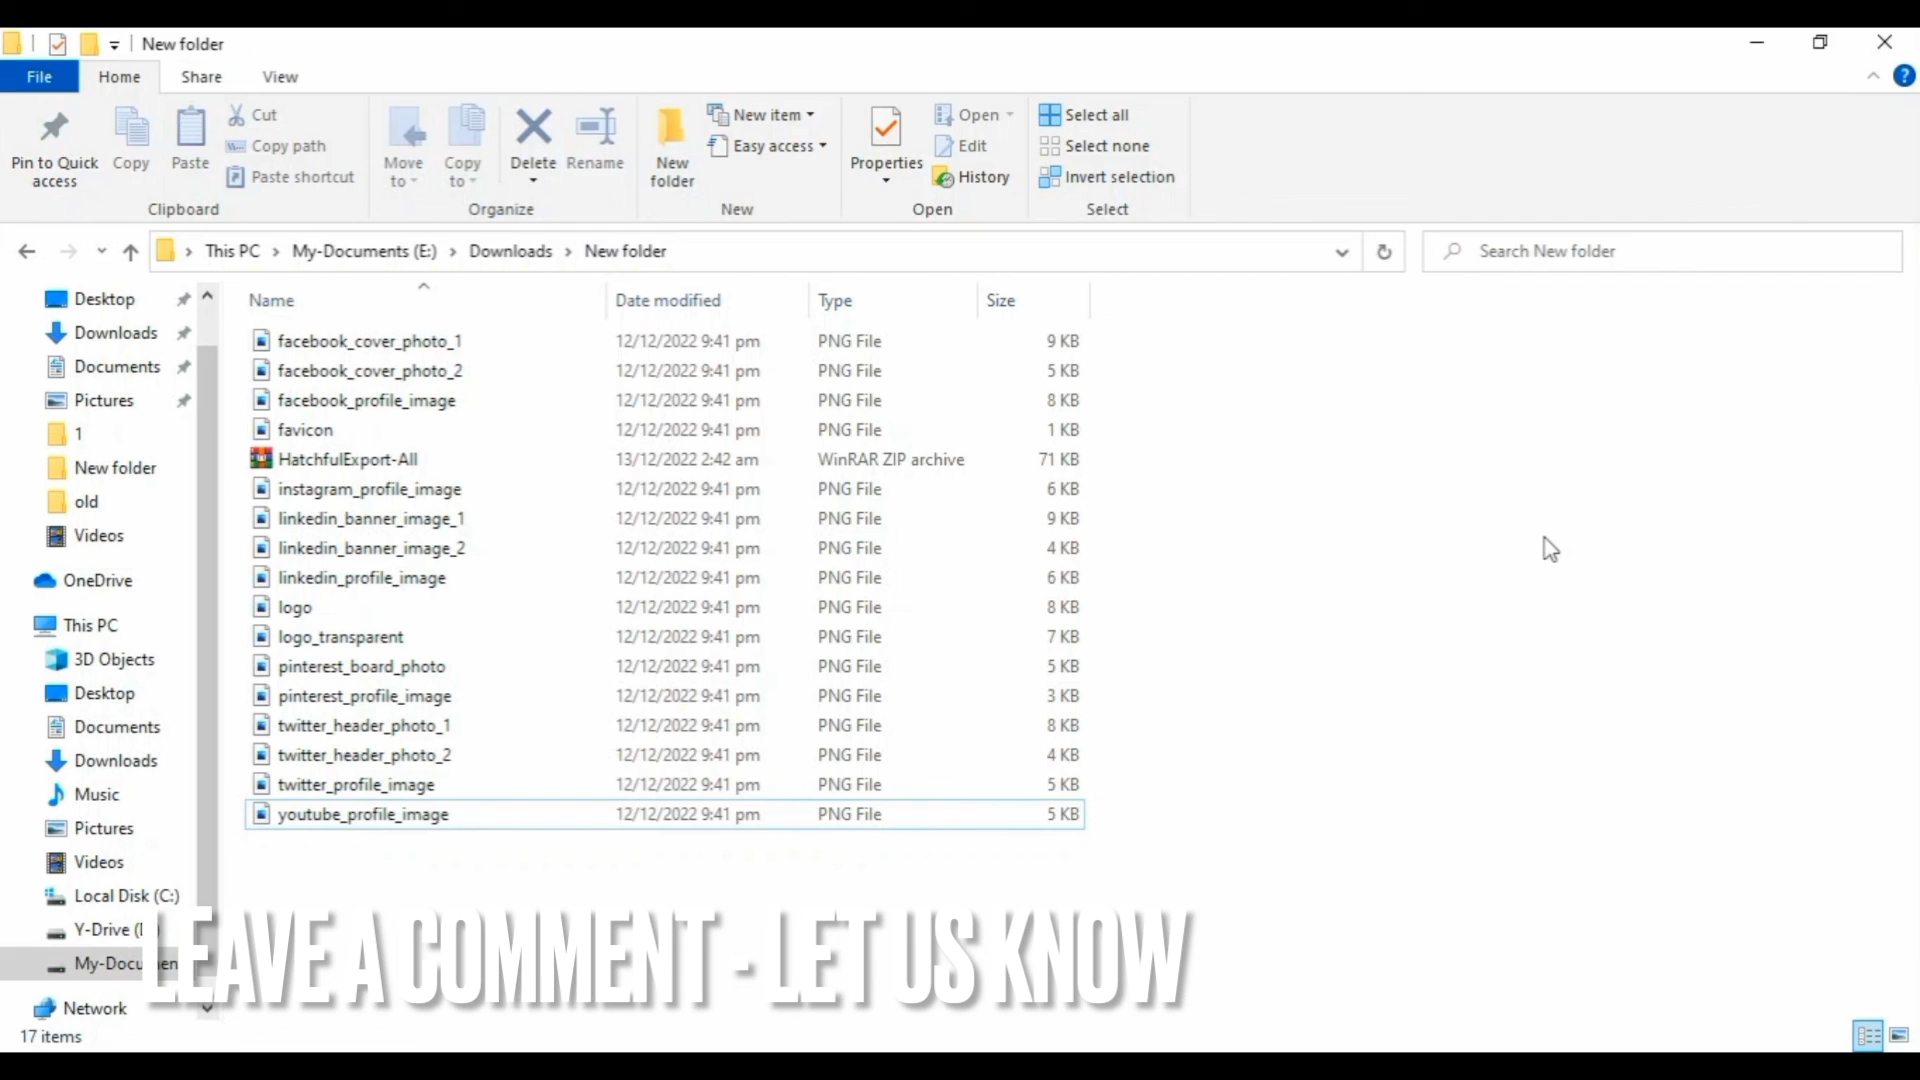 New folder
File Home Share View
Pin to Quick access
Copy
Paste
Cut
Copy path
Paste shortcut
Clipboard
Move to
Copy to
Delete
Rename
Organize
New folder
New item
Easy access
New
Properties
Open
Edit
History
Open
Select all
Select none
Invert selection
Select
This PC > My-Documents (E:) > Downloads > New folder
Search New folder
Desktop
Downloads
Documents
Pictures
1
New folder
old
Videos
OneDrive
This PC
3D Objects
Desktop
Documents
Downloads
Music
Pictures
Videos
Local Disk (C:)
Y-Drive (
My-Documen
Network
Name Date modified Type Size
facebook_cover_photo_1 12/12/2022 9:41 pm PNG File 9 KB
facebook_cover_photo_2 12/12/2022 9:41 pm PNG File 5 KB
facebook_profile_image 12/12/2022 9:41 pm PNG File 8 KB
favicon 12/12/2022 9:41 pm PNG File 1 KB
HatchfulExport-All 13/12/2022 2:42 am WinRAR ZIP archive 71 KB
instagram_profile_image 12/12/2022 9:41 pm PNG File 6 KB
linkedin_banner_image_1 12/12/2022 9:41 pm PNG File 9 KB
linkedin_banner_image_2 12/12/2022 9:41 pm PNG File 4 KB
linkedin_profile_image 12/12/2022 9:41 pm PNG File 6 KB
logo 12/12/2022 9:41 pm PNG File 8 KB
logo_transparent 12/12/2022 9:41 pm PNG File 7 KB
pinterest_board_photo 12/12/2022 9:41 pm PNG File 5 KB
pinterest_profile_image 12/12/2022 9:41 pm PNG File 3 KB
twitter_header_photo_1 12/12/2022 9:41 pm PNG File 8 KB
twitter_header_photo_2 12/12/2022 9:41 pm PNG File 4 KB
twitter_profile_image 12/12/2022 9:41 pm PNG File 5 KB
youtube_profile_image 12/12/2022 9:41 pm PNG File 5 KB
LEAVE A COMMENT - LET US KNOW
17 items